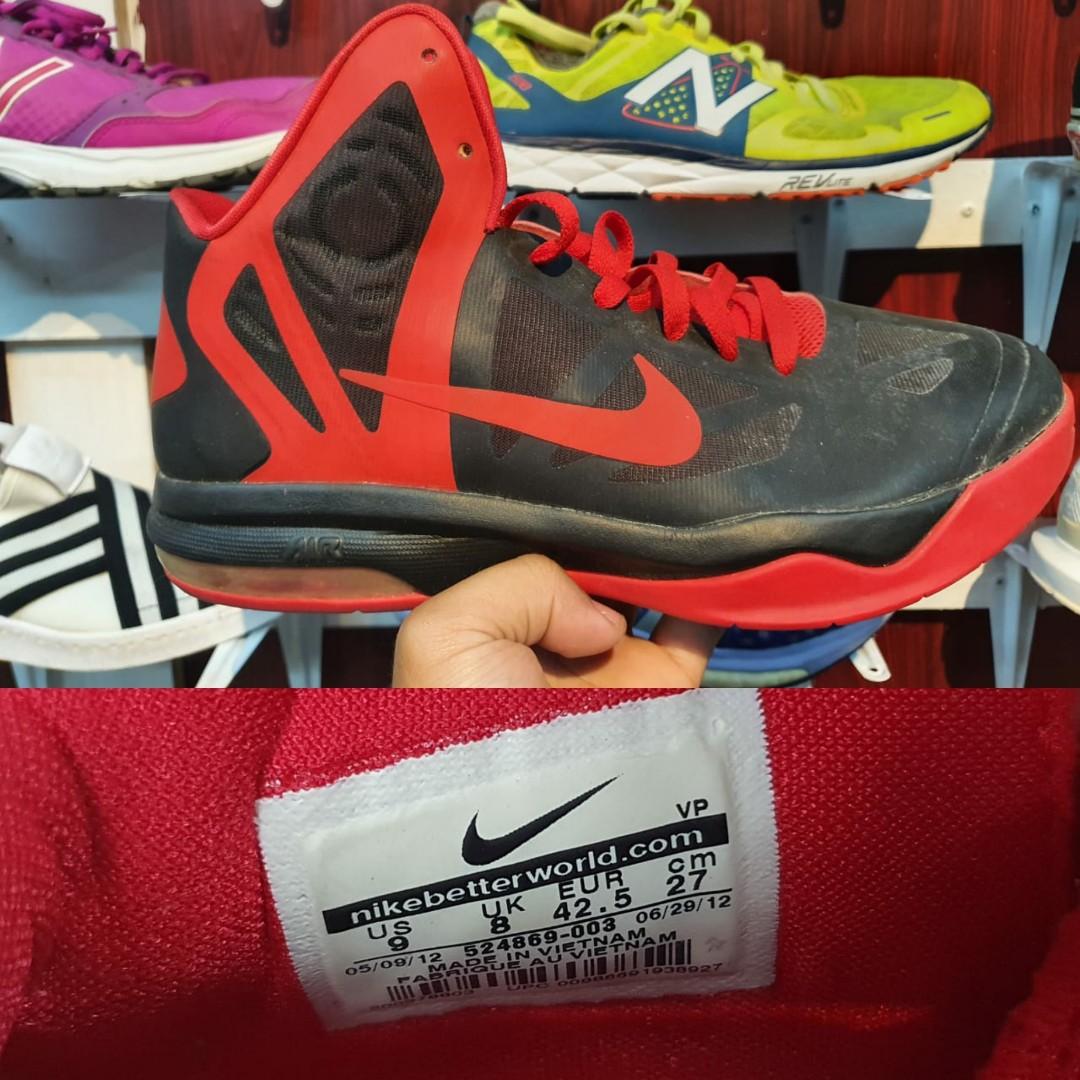 N
REVLITE
AIR
VP
nikebetterworld.com
US UK EUR cm
9 8 42.5 27
05/09/12 524869-003 06/29/12
MADE IN VIETNAM
FABRIQUE AU VIETNAM
UPC